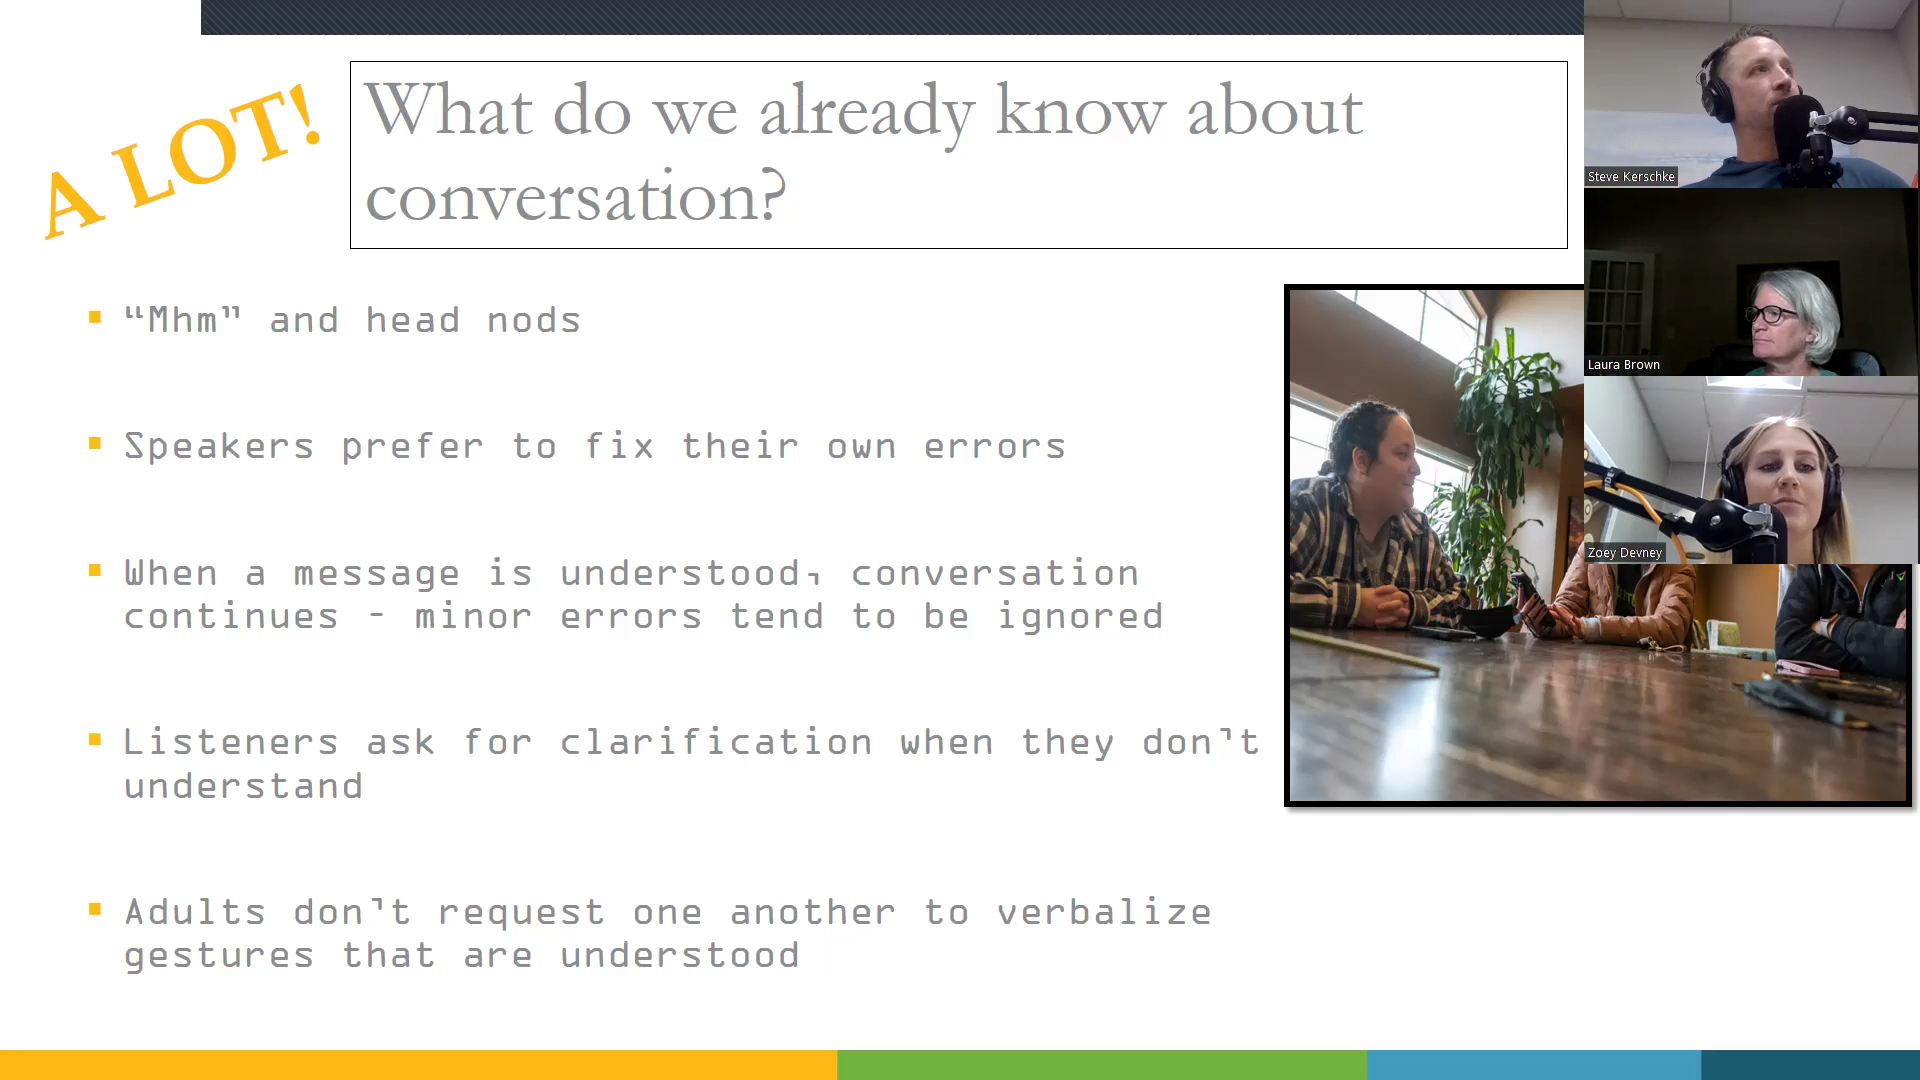 A LOT!
What do we already know about
conversation?
“Mhm” and head nods
Speakers prefer to fix their own errors
When a message is understood, conversation
continues - minor errors tend to be ignored
Listeners ask for clarification when they don't
understand
Adults don't request one another to verbalize
gestures that are understood
Steve Kerschke
Laura Brown
Zoey Devney